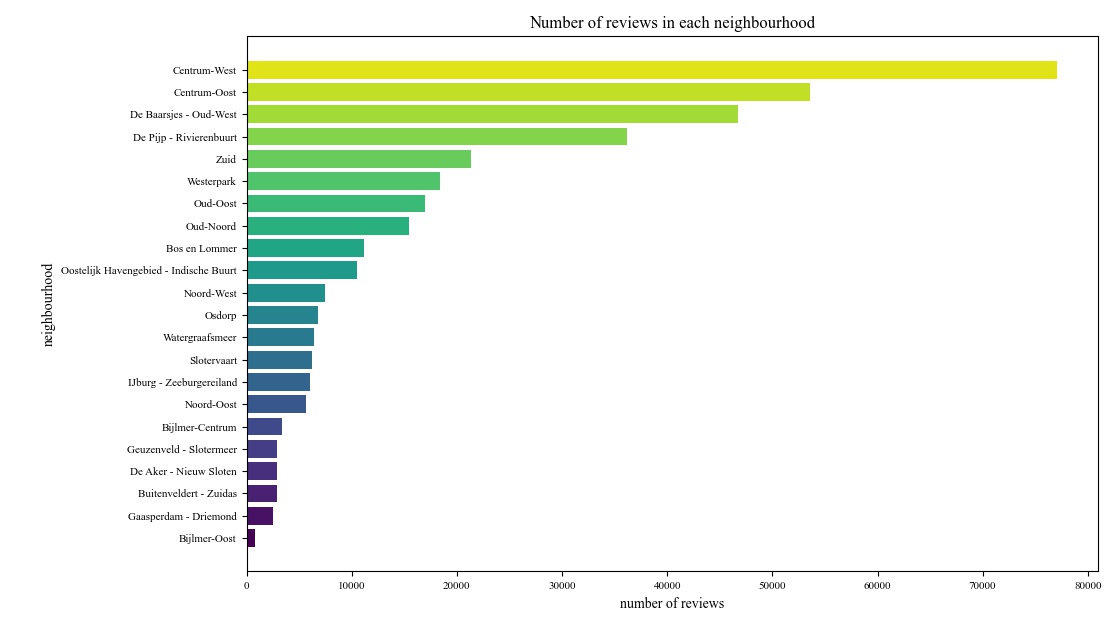 Number of reviews in each neighbourhood
neighbourhood
Centrum-West
Centrum-Oost
De Baarsjes - Oud-West
De Pijp - Rivierenbuurt
Zuid
Westerpark
Oud-Oost
Oud-Noord
Bos en Lommer
Oostelijk Havengebied - Indische Buurt
Noord-West
Osdorp
Watergraafsmeer
Slotervaart
IJburg - Zeeburgereiland
Noord-Oost
Bijlmer-Centrum
Geuzenveld - Slotermeer
De Aker - Nieuw Sloten
Buitenveldert - Zuidas
Gaasperdam - Driemond
Bijlmer-Oost
0 10000 20000 30000 40000 50000 60000 70000 80000
number of reviews